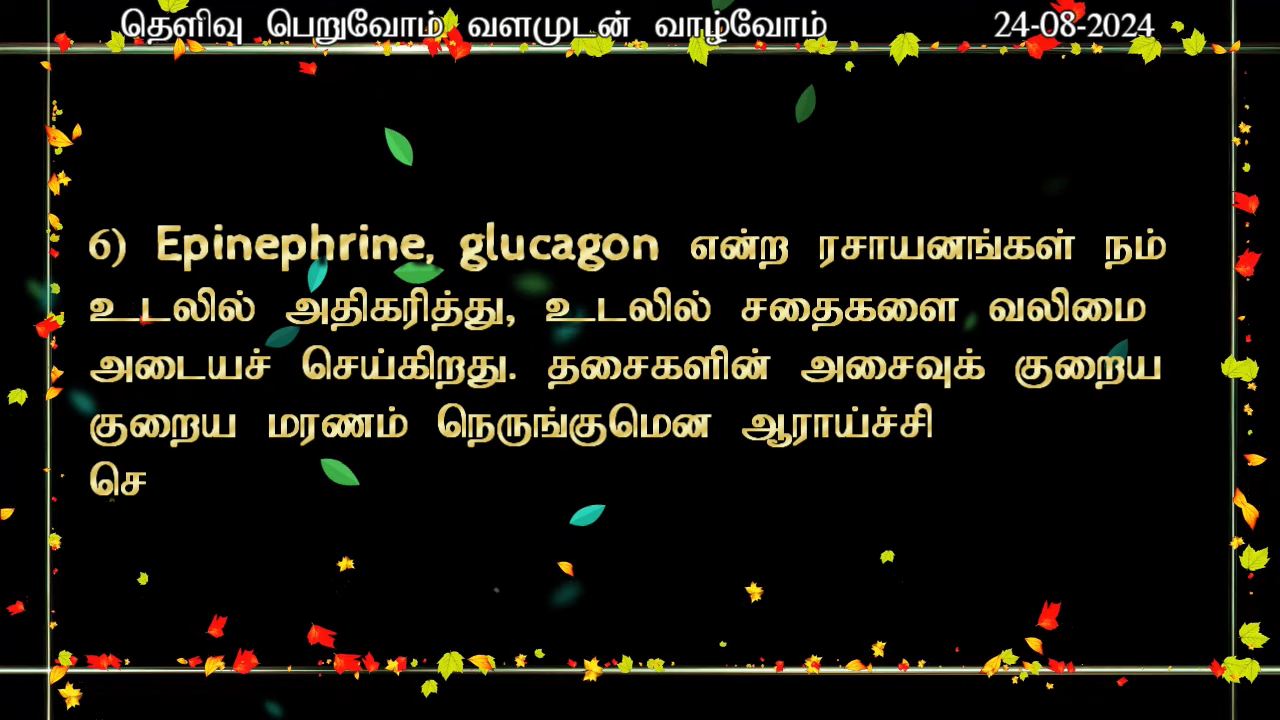 தெளிவு பெறுவோம் வளமுடன் வாழ்வோம் 24-08-2024
6) Epinephrine, glucagon என்ற ரசாயனங்கள் நம்
உடலில் அதிகரித்து, உடலில் சதைகளை வலிமை
அடையச் செய்கிறது. தசைகளின் அசைவுக் குறைய
குறைய மரணம் நெருங்குமென ஆராய்ச்சி
செ